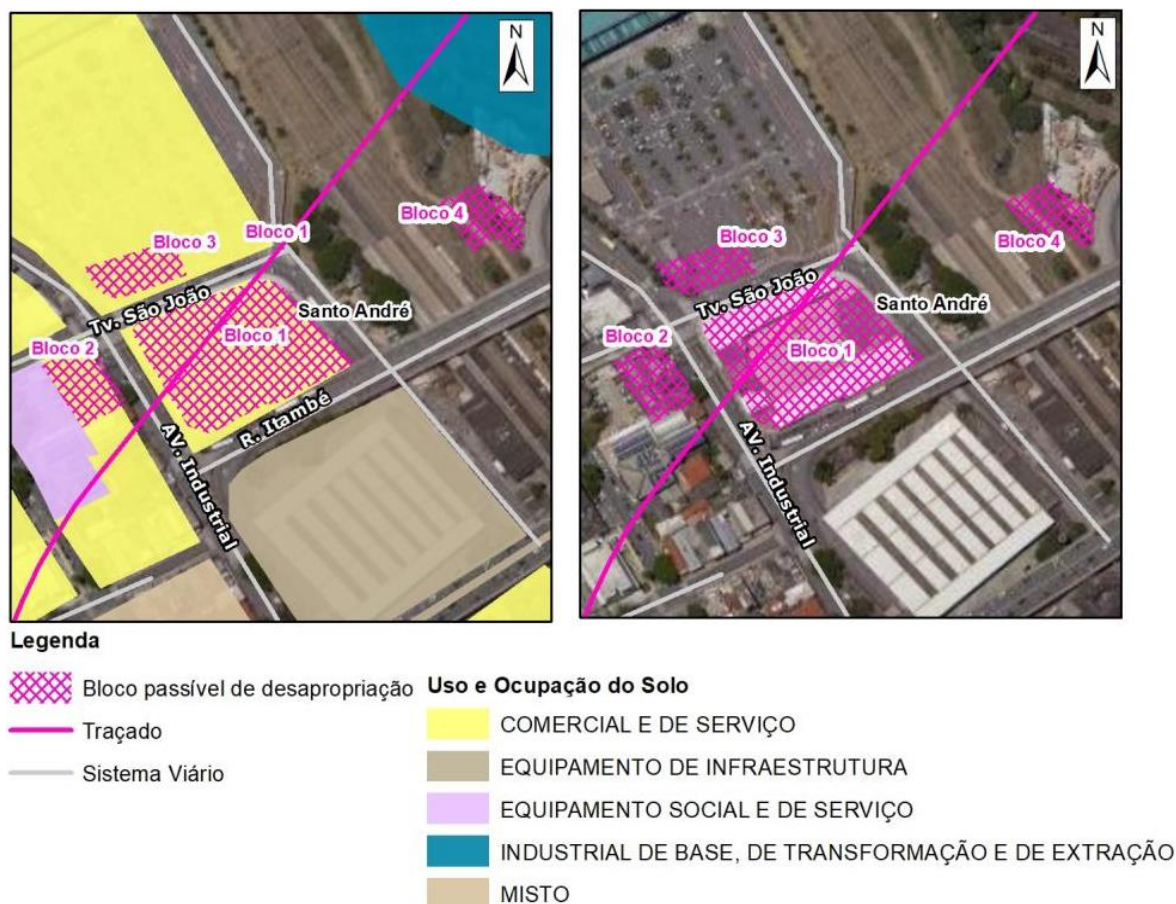 N
Bloco 4
Bloco 1
Bloco 3
Tv. São João
Santo André
Bloco 1
Bloco 2
R. Itambé
AV. Industrial
N
Bloco 3
Bloco 4
Tv. São João
Santo André
Bloco 2
Bloco 1
AV. Industrial
Legenda
Bloco passível de desapropriação
Traçado
Sistema Viário
Uso e Ocupação do Solo
COMERCIAL E DE SERVIÇO
EQUIPAMENTO DE INFRAESTRUTURA
EQUIPAMENTO SOCIAL E DE SERVIÇO
INDUSTRIAL DE BASE, DE TRANSFORMAÇÃO E DE EXTRAÇÃO
MISTO